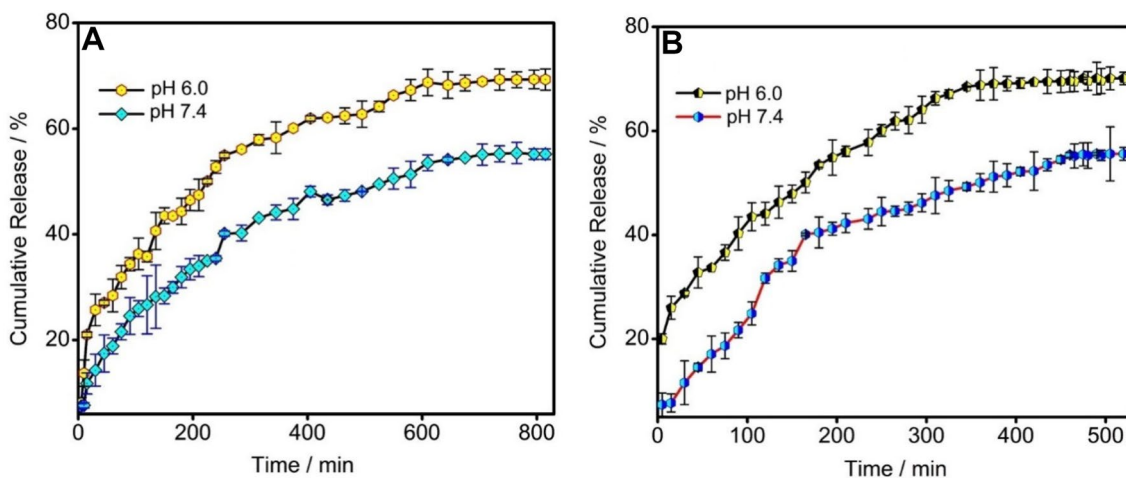 A
pH 6.0
pH 7.4
80
60
40
20
Cumulative Release / %
0 200 400 600 800
Time / min
B
pH 6.0
pH 7.4
80
60
40
20
Cumulative Release / %
0 100 200 300 400 500
Time / min